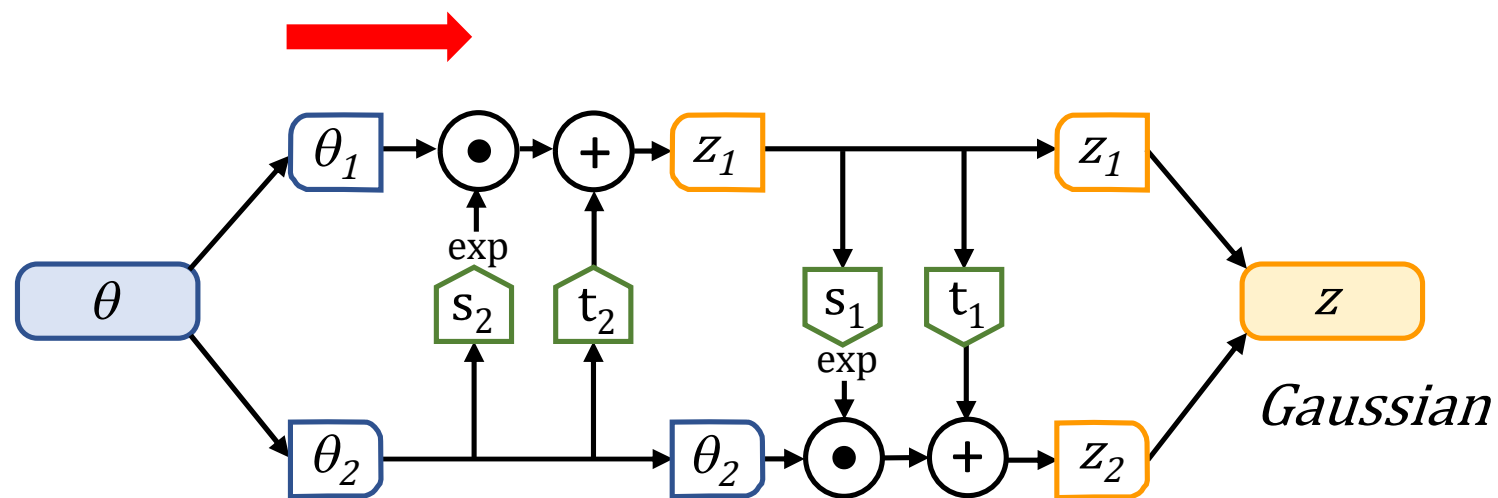 θ₁ • + z₁ z₁
exp
θ s₂ t₂ s₁ t₁ z
exp
Gaussian
θ₂ θ₂ • + z₂